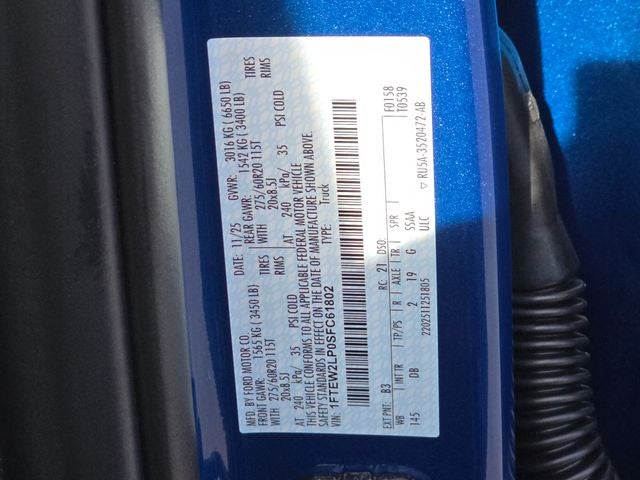 MFD. BY FORD MOTOR CO.
DATE: 11/25 GVWR: 3016 KG ( 6650 LB)
FRONT GAWR: 1565 KG ( 3450 LB) REAR GAWR: 1542 KG ( 3400 LB)
WITH 275/60R20 115T TIRES WITH 275/60R20 115T TIRES
20x8.5J RIMS 20x8.5J RIMS
AT 240 kPa/ 35 PSI COLD AT 240 kPa/ 35 PSI COLD
THIS VEHICLE CONFORMS TO ALL APPLICABLE FEDERAL MOTOR VEHICLE
SAFETY STANDARDS IN EFFECT ON THE DATE OF MANUFACTURE SHOWN ABOVE.
VIN: 1FTEW2LP0SFC61802 TYPE: Truck
EXT PNT: B3 RC: 21 DSO: F0158
T0539
WB INT TR TP/PS R AXLE TR SPR
145 DB 2 19 G SSAA
ULC
2202511251805 ▽ RU5A-3520472-AB